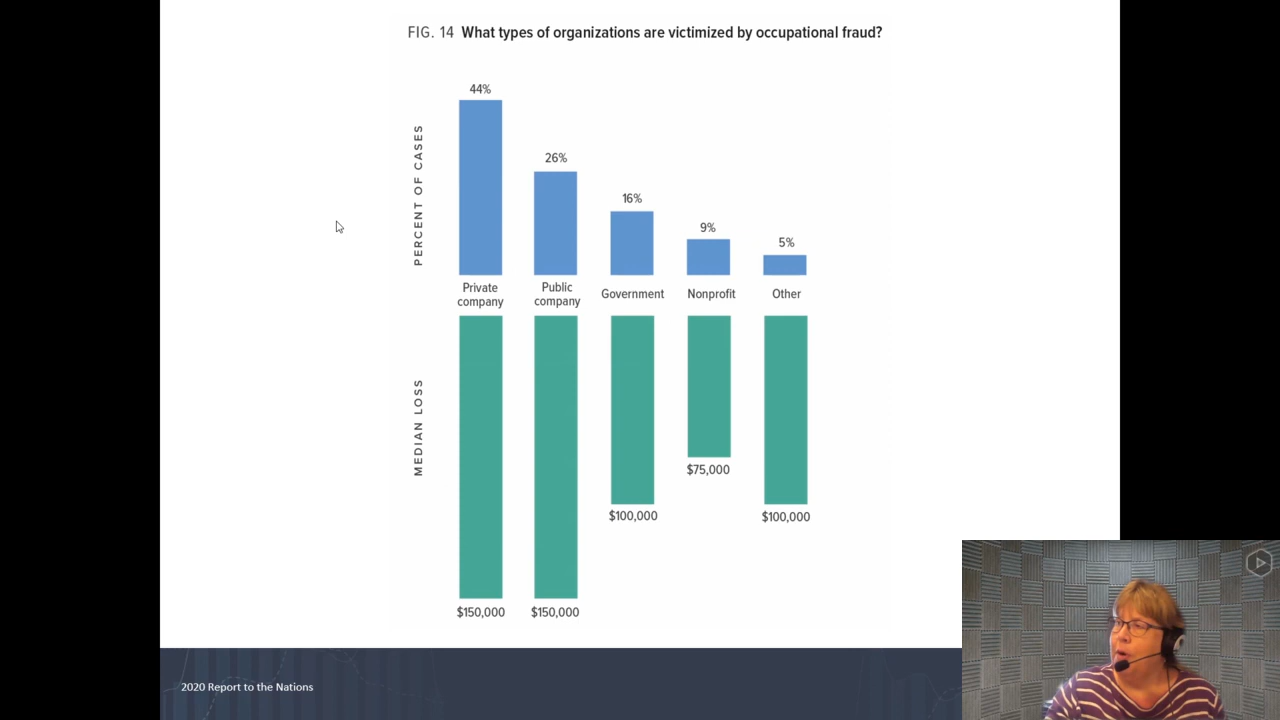 FIG. 14 What types of organizations are victimized by occupational fraud?
PERCENT OF CASES
44%
26%
16%
9%
5%
Private
company
Public
company
Government
Nonprofit
Other
MEDIAN LOSS
$150,000
$150,000
$100,000
$75,000
$100,000
2020 Report to the Nations